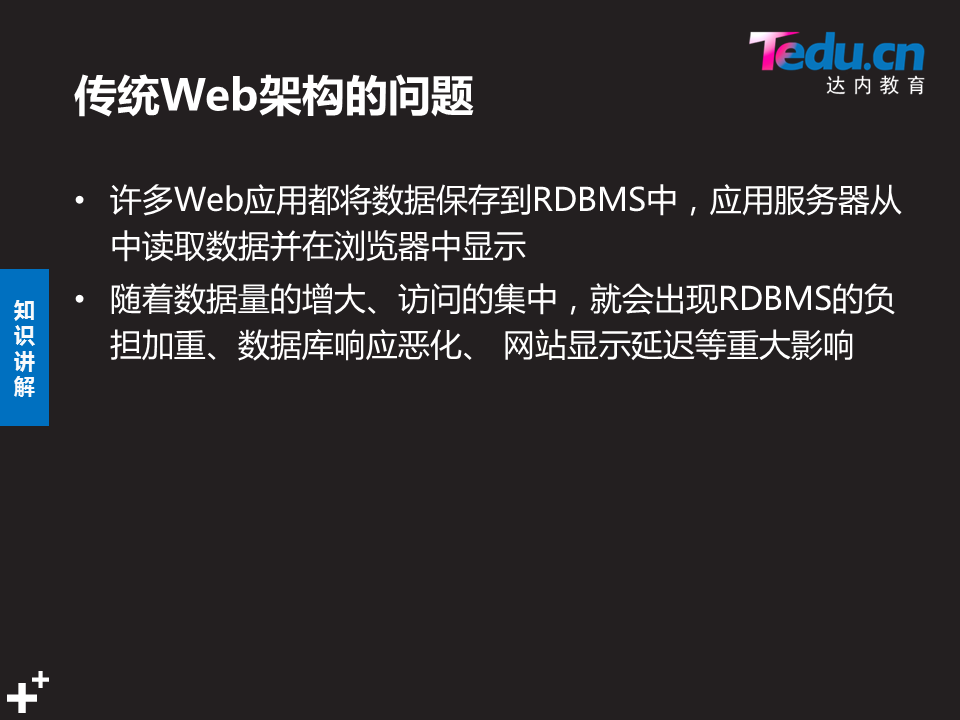 Tedu.cn
达内教育
传统Web架构的问题
• 许多Web应用都将数据保存到RDBMS中，应用服务器从
中读取数据并在浏览器中显示
• 随着数据量的增大、访问的集中，就会出现RDBMS的负
担加重、数据库响应恶化、 网站显示延迟等重大影响
知
识
讲
解